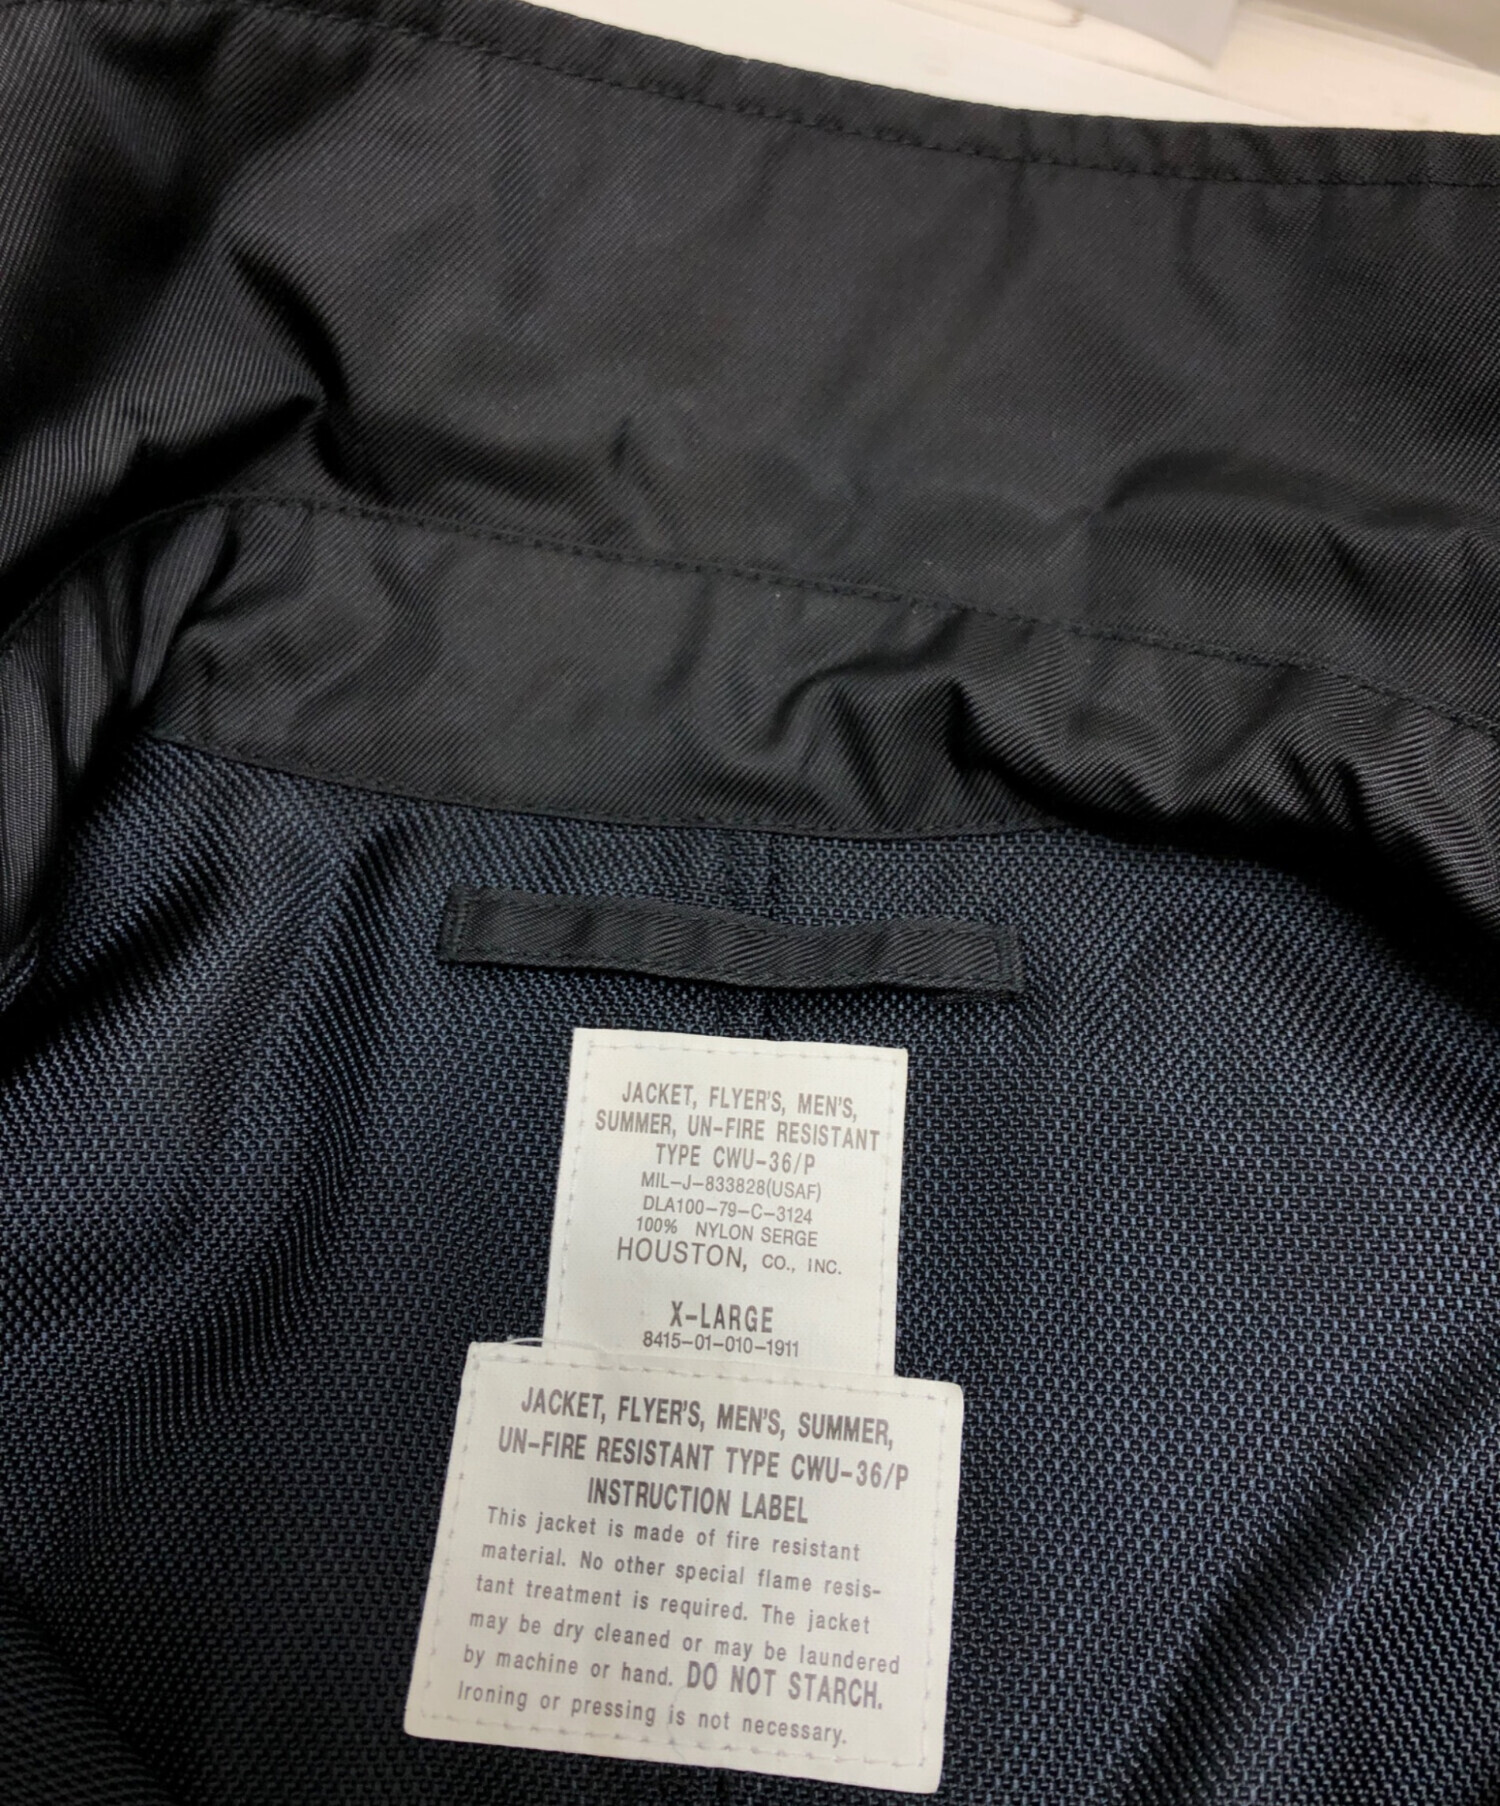 JACKET, FLYER'S, MEN'S,
SUMMER, UN-FIRE RESISTANT
TYPE CWU-36/P
MIL-J-833828(USAF)
DLA100-79-C-3124
100% NYLON SERGE
HOUSTON, CO., INC.
X-LARGE
8415-01-010-1911
JACKET, FLYER'S, MEN'S, SUMMER,
UN-FIRE RESISTANT TYPE CWU-36/P
INSTRUCTION LABEL
This jacket is made of fire resistant
material. No other special flame resis-
tant treatment is required. The jacket
may be dry cleaned or may be laundered
by machine or hand. DO NOT STARCH.
Ironing or pressing is not necessary.